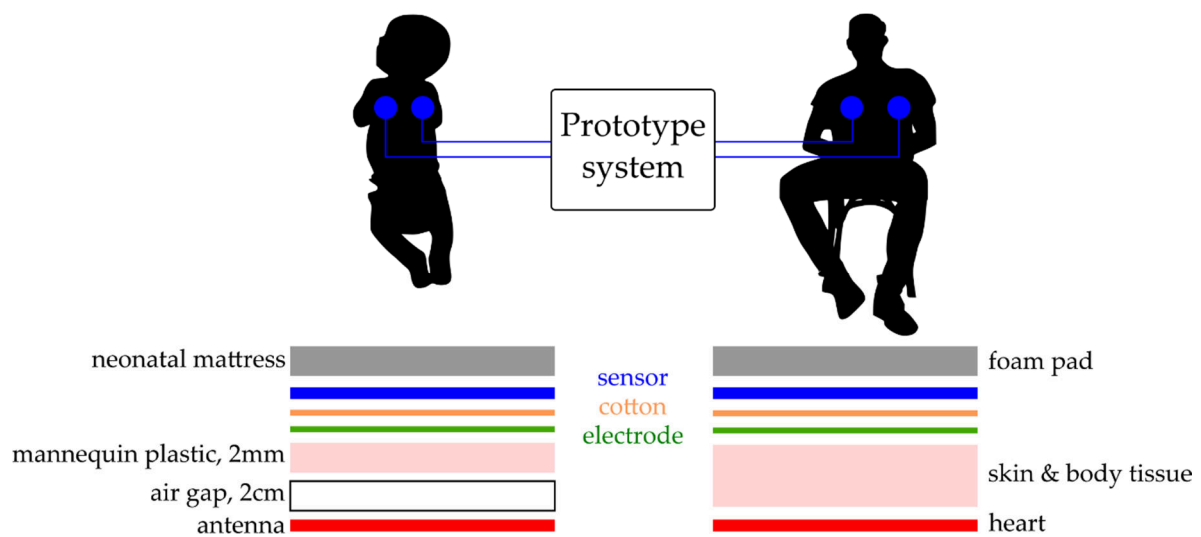 Prototype
system
neonatal mattress
foam pad
sensor
cotton
electrode
mannequin plastic, 2mm
skin & body tissue
air gap, 2cm
antenna
heart